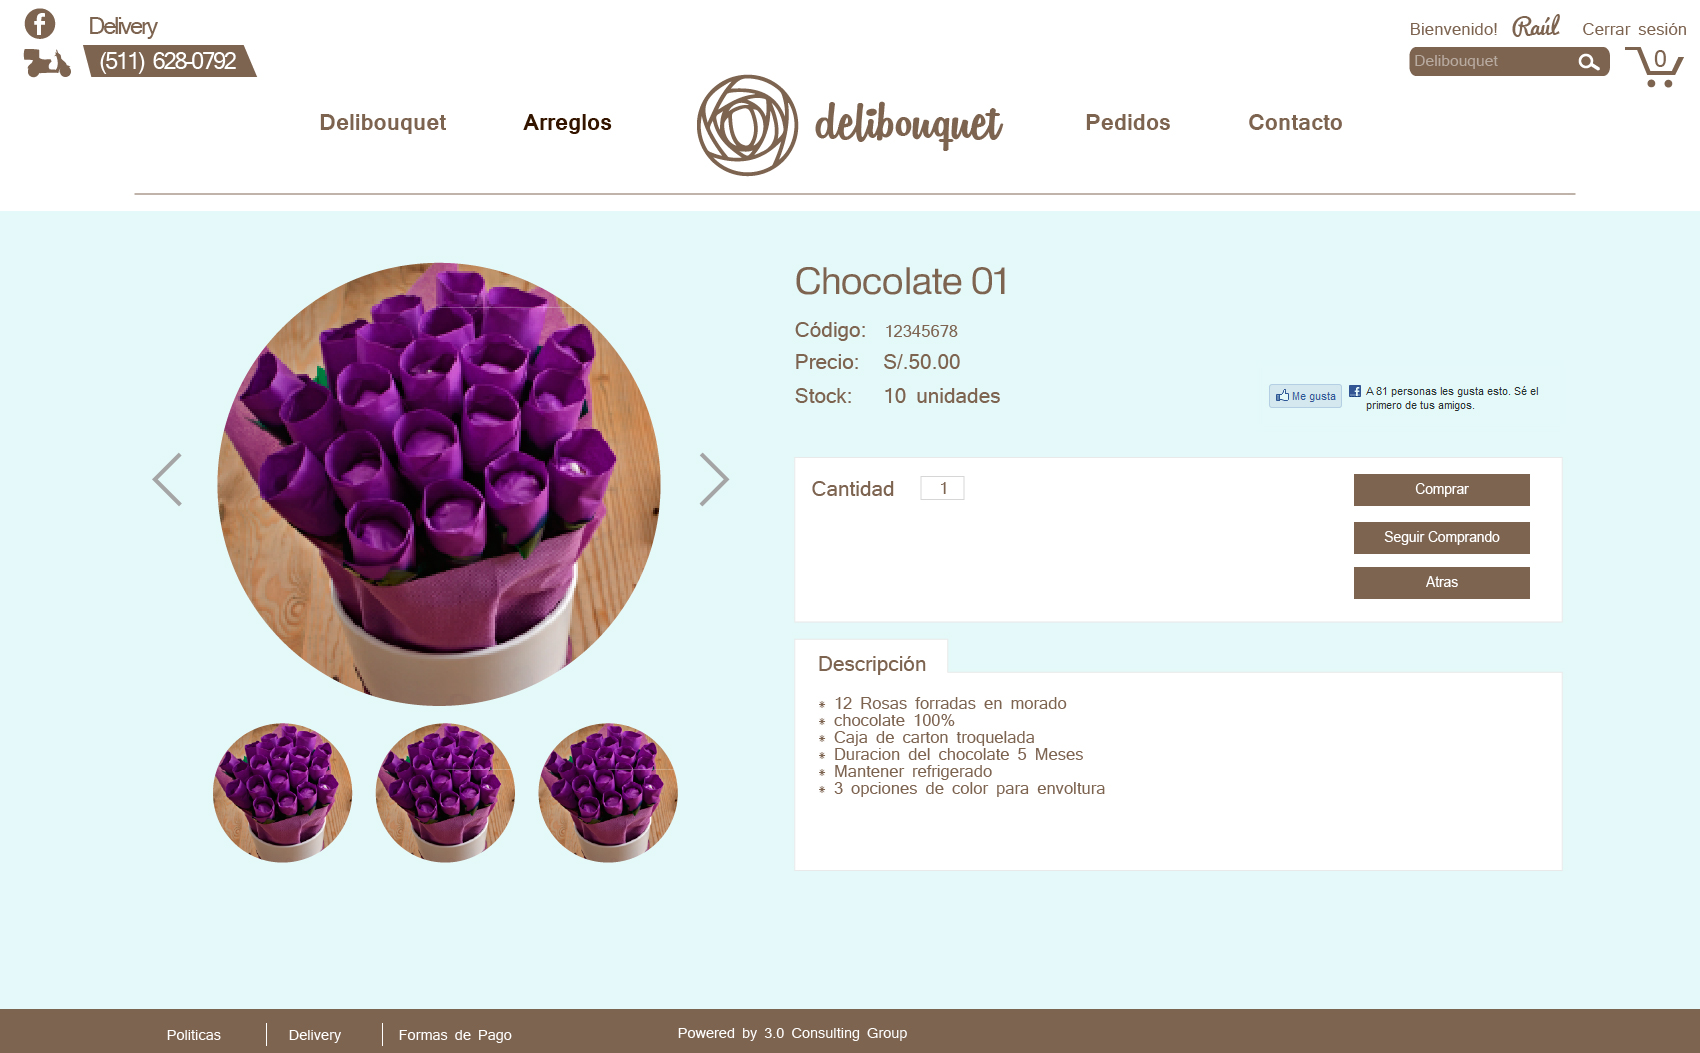 Delivery
(511) 628-0792
Bienvenido! Raúl Cerrar sesión
Delibouquet
0
Delibouquet
Arreglos
delibouquet
Pedidos
Contacto
Chocolate 01
Código: 12345678
Precio: S/.50.00
Stock: 10 unidades
Me gusta
A 81 personas les gusta esto. Sé el
primero de tus amigos.
Cantidad 1
Comprar
Seguir Comprando
Atras
Descripción
* 12 Rosas forradas en morado
* chocolate 100%
* Caja de carton troquelada
* Duracion del chocolate 5 Meses
* Mantener refrigerado
* 3 opciones de color para envoltura
Politicas
Delivery
Formas de Pago
Powered by 3.0 Consulting Group